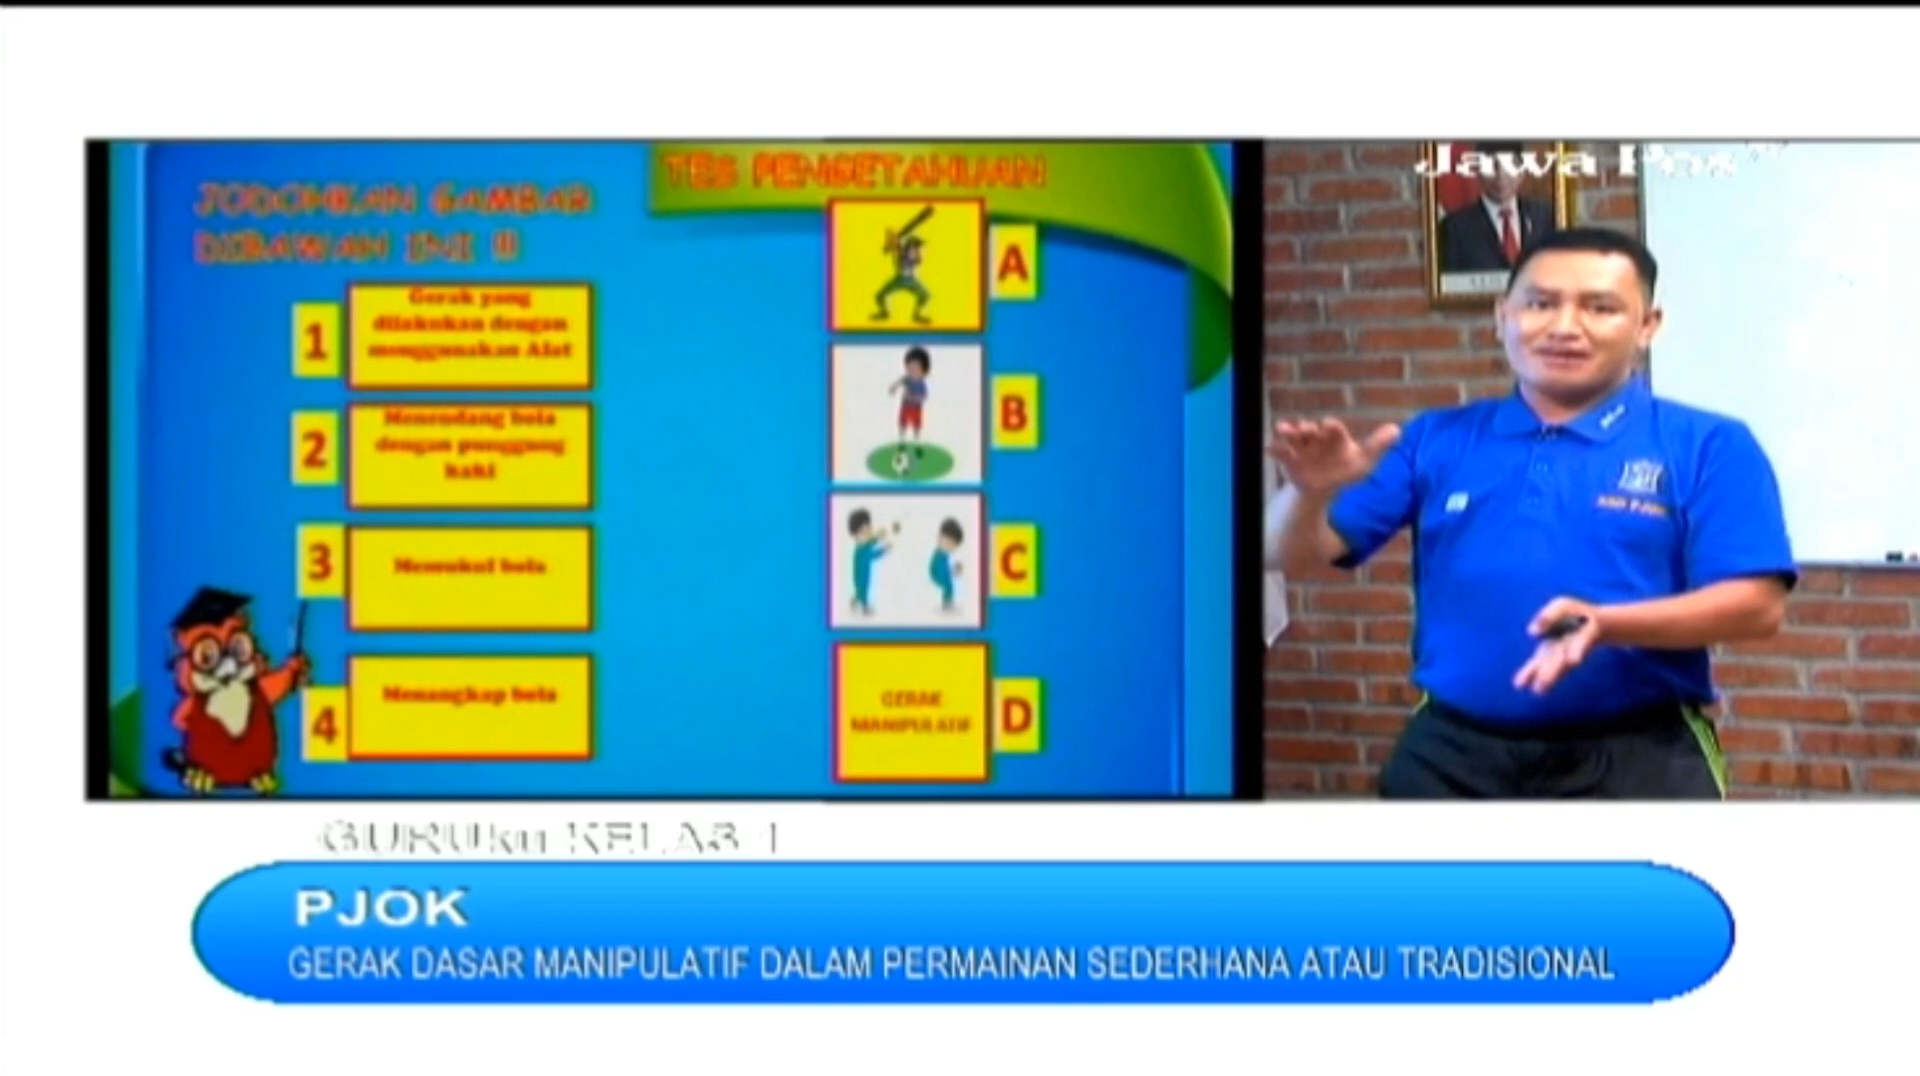 Jawa Pos
TES PENGETAHUAN
JODOHKAN GAMBAR
DIBAWAH INI !!
1
Gerak yang
dilakukan dengan
menggunakan Alat
2
Menendang bola
dengan punggung
kaki
3
Memukul bola
4
Menangkap bola
A
B
C
GERAK
MANIPULATIF
D
GURUku KELAS 1
PJOK
GERAK DASAR MANIPULATIF DALAM PERMAINAN SEDERHANA ATAU TRADISIONAL